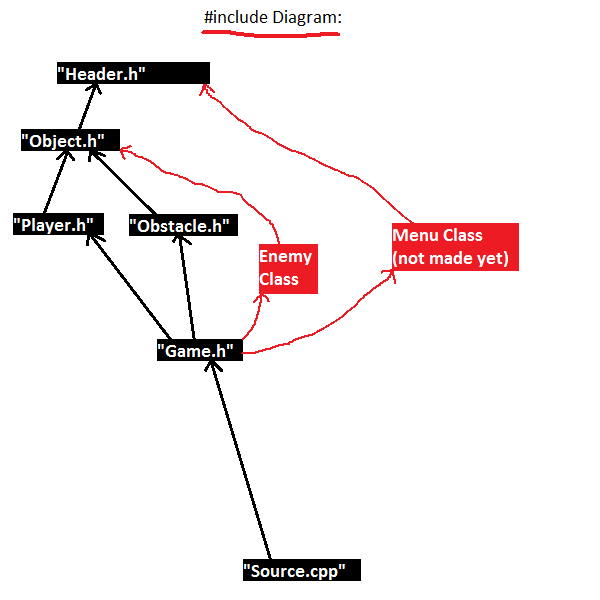 #include Diagram:
"Header.h"
"Object.h"
"Player.h"
"Obstacle.h"
Menu Class
(not made yet)
Enemy
Class
"Game.h"
"Source.cpp"